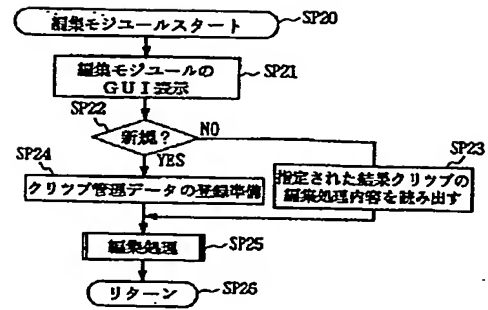 編集モジュールスタート
SP20
編集モジュールの
GUI表示
SP21
SP22
新規?
NO
YES
SP24
クリップ管理データの登録準備
SP23
指定された結果クリップの
編集処理内容を読み出す
編集処理
SP25
リターン
SP26